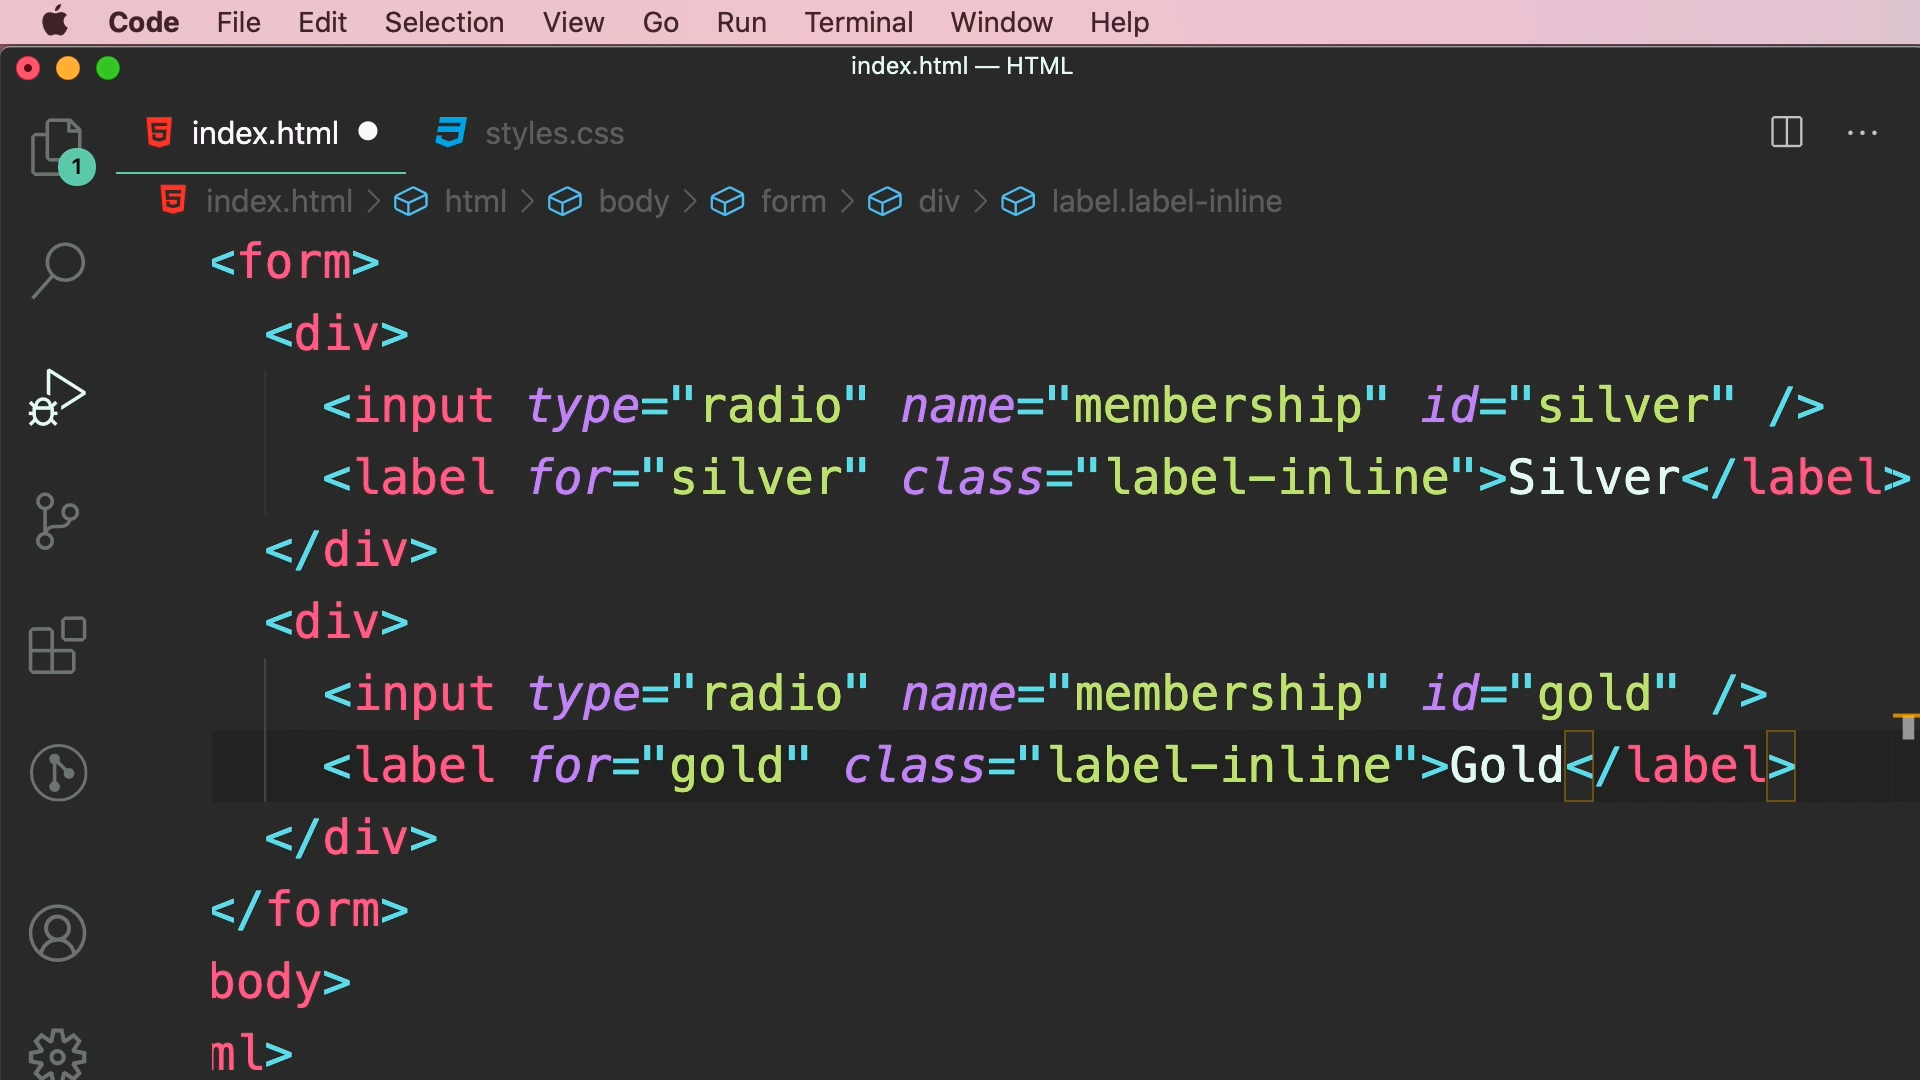 Code File Edit Selection View Go Run Terminal Window Help
index.html — HTML
index.html styles.css
1
index.html > html > body > form > div > label.label-inline
<form>
<div>
<input type="radio" name="membership" id="silver" />
<label for="silver" class="label-inline">Silver</label>
</div>
<div>
<input type="radio" name="membership" id="gold" />
<label for="gold" class="label-inline">Gold</label>
</div>
</form>
body>
ml>